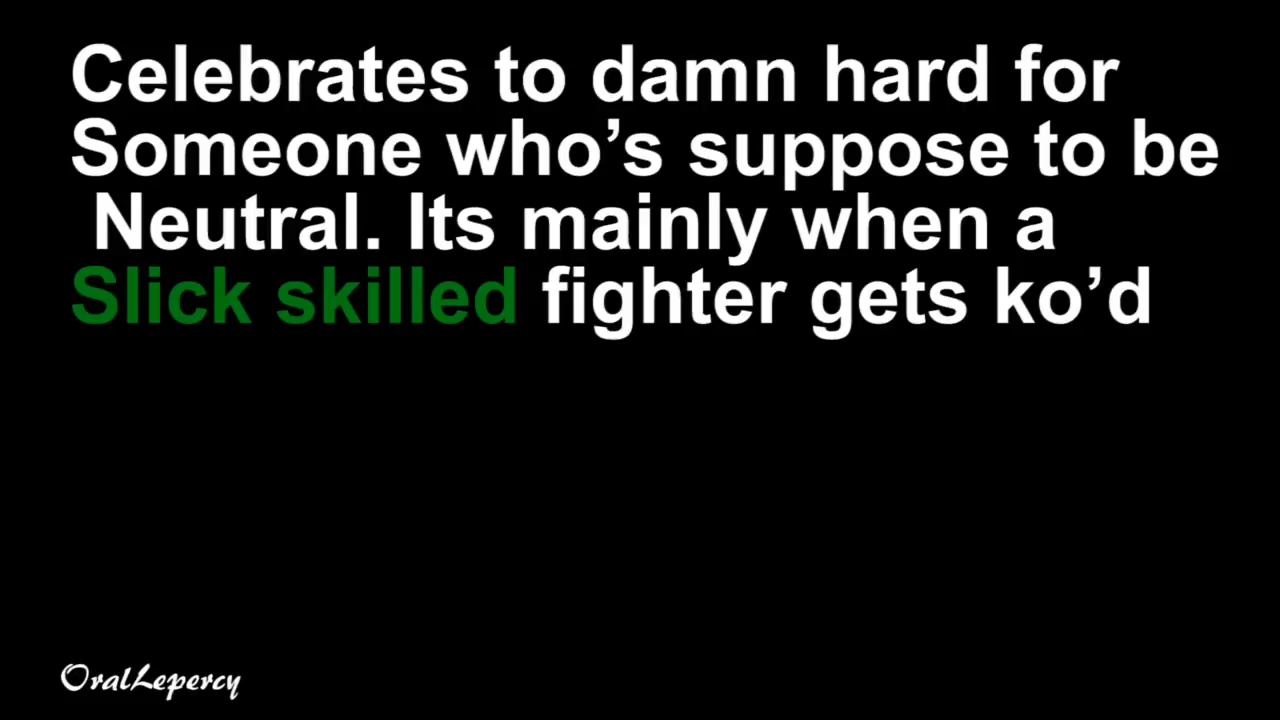 Celebrates to damn hard for
Someone who’s suppose to be
Neutral. Its mainly when a
Slick skilled fighter gets ko’d
OralLepercy